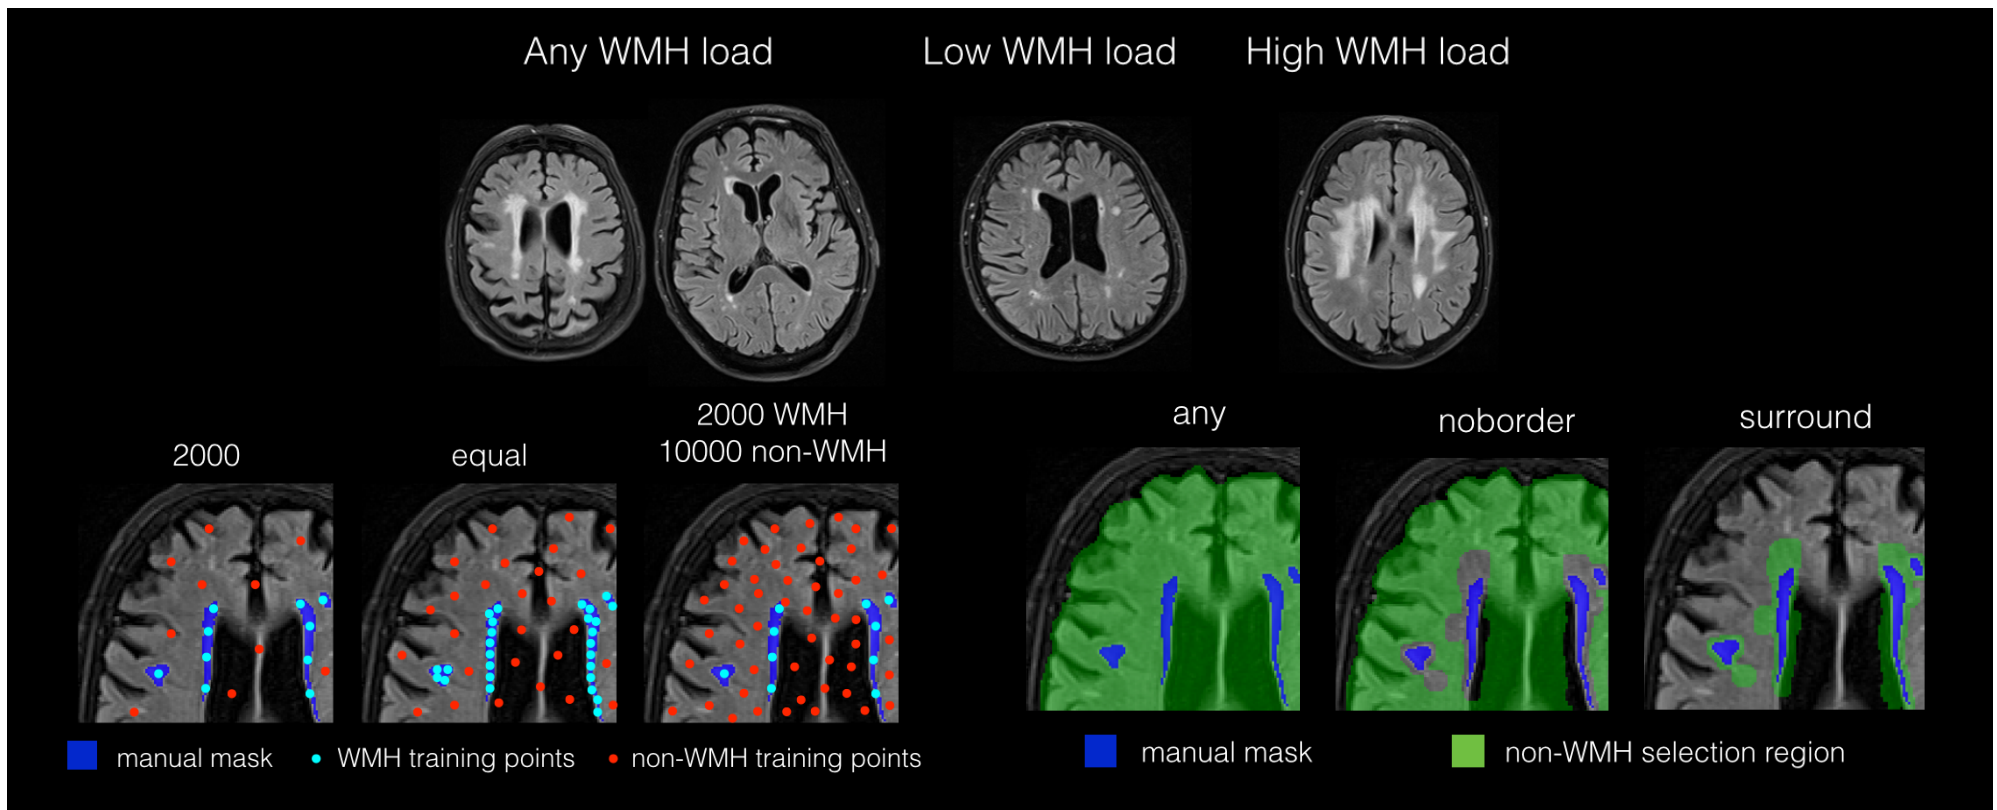 Any WMH load
Low WMH load
High WMH load
2000
equal
2000 WMH
10000 non-WMH
any
noborder
surround
manual mask
WMH training points
non-WMH training points
manual mask
non-WMH selection region